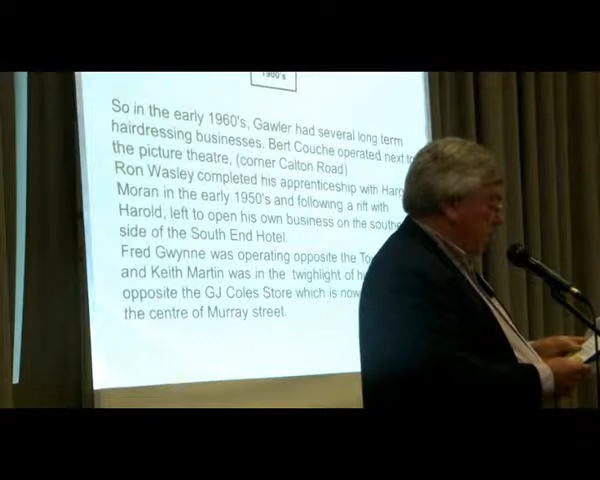 1900's
So in the early 1960's, Gawler had several long term
hairdressing businesses. Bert Couche operated next to
the picture theatre, (corner Calton Road)
Ron Wasley completed his apprenticeship with
Moran in the early 1950's and following a rift with
Harold, left to open his own business on the
side of the South End Hotel.
Fred Gwynne was operating opposite the
and Keith Martin was in the twighlight of
opposite the GJ Coles Store which is now
the centre of Murray street.